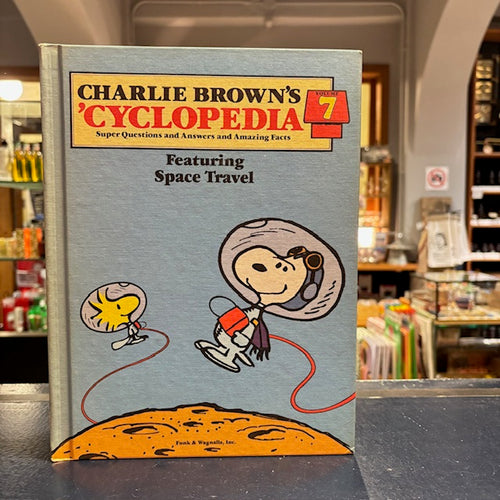 CHARLIE BROWN'S
'CYCLOPEDIA
VOLUME
7
Super Questions and Answers and Amazing Facts
Featuring
Space Travel
Funk & Wagnalls, Inc.